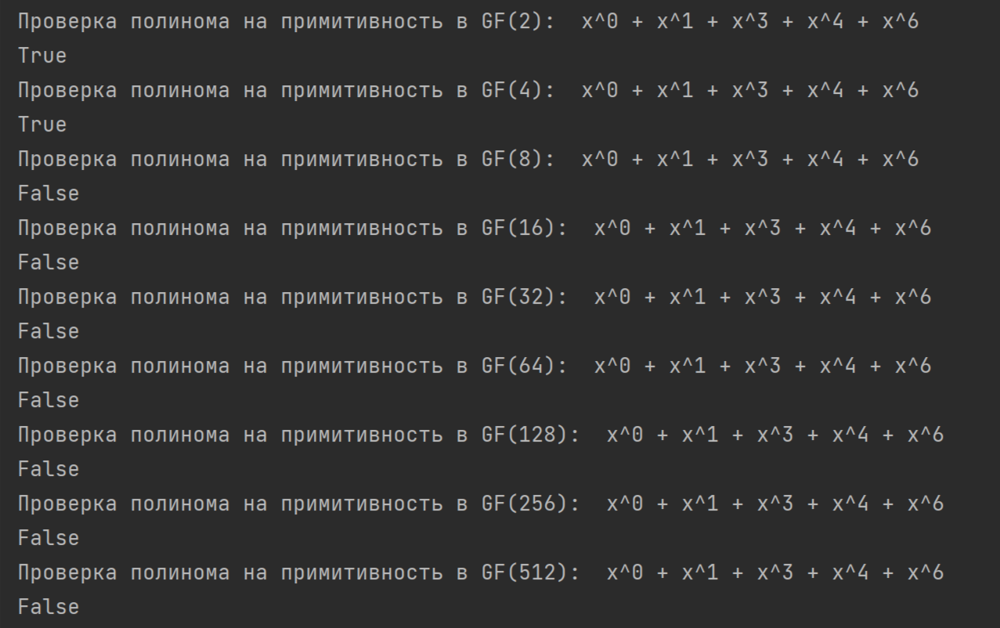 Проверка полинома на примитивность в GF(2):  x^0 + x^1 + x^3 + x^4 + x^6
True
Проверка полинома на примитивность в GF(4):  x^0 + x^1 + x^3 + x^4 + x^6
True
Проверка полинома на примитивность в GF(8):  x^0 + x^1 + x^3 + x^4 + x^6
False
Проверка полинома на примитивность в GF(16):  x^0 + x^1 + x^3 + x^4 + x^6
False
Проверка полинома на примитивность в GF(32):  x^0 + x^1 + x^3 + x^4 + x^6
False
Проверка полинома на примитивность в GF(64):  x^0 + x^1 + x^3 + x^4 + x^6
False
Проверка полинома на примитивность в GF(128):  x^0 + x^1 + x^3 + x^4 + x^6
False
Проверка полинома на примитивность в GF(256):  x^0 + x^1 + x^3 + x^4 + x^6
False
Проверка полинома на примитивность в GF(512):  x^0 + x^1 + x^3 + x^4 + x^6
False